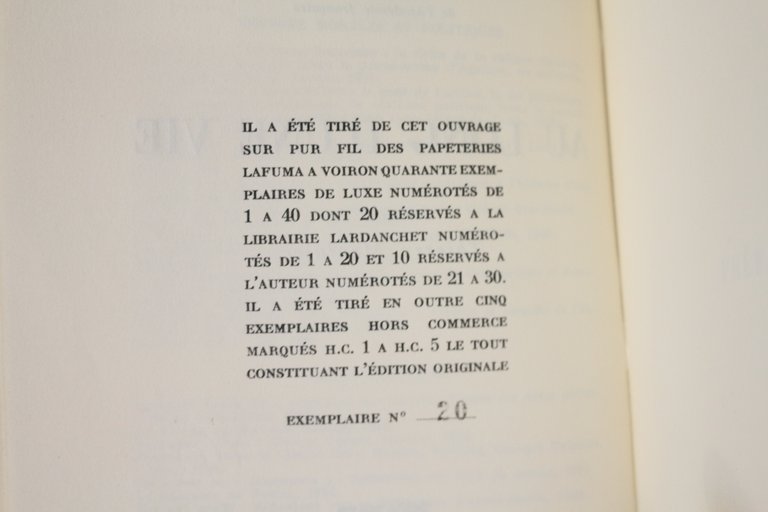 de l'Académie française
IL A ÉTÉ TIRÉ DE CET OUVRAGE
SUR PUR FIL DES PAPETERIES
LAFUMA A VOIRON QUARANTE EXEM-
PLAIRES DE LUXE NUMÉROTÉS DE
1 A 40 DONT 20 RÉSERVÉS A LA
LIBRAIRIE LARDANCHET NUMÉRO-
TÉS DE 1 A 20 ET 10 RÉSERVÉS A
L'AUTEUR NUMÉROTÉS DE 21 A 30.
IL A ÉTÉ TIRÉ EN OUTRE CINQ
EXEMPLAIRES HORS COMMERCE
MARQUÉS H.C. 1 A H.C. 5 LE TOUT
CONSTITUANT L'ÉDITION ORIGINALE
EXEMPLAIRE N° 20